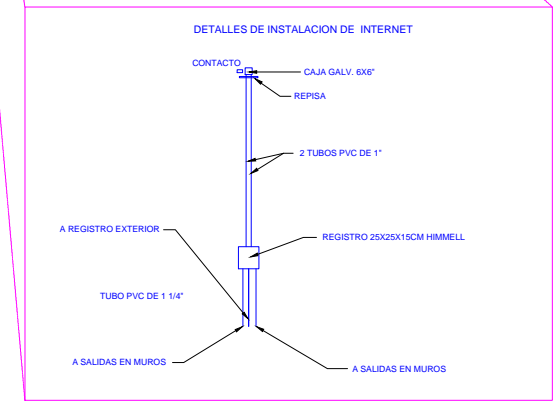 DETALLES DE INSTALACION DE INTERNET
CONTACTO
CAJA GALV. 6X6"
REPISA
2 TUBOS PVC DE 1"
A REGISTRO EXTERIOR
REGISTRO 25X25X15CM HIMMELL
TUBO PVC DE 1 1/4"
A SALIDAS EN MUROS
A SALIDAS EN MUROS